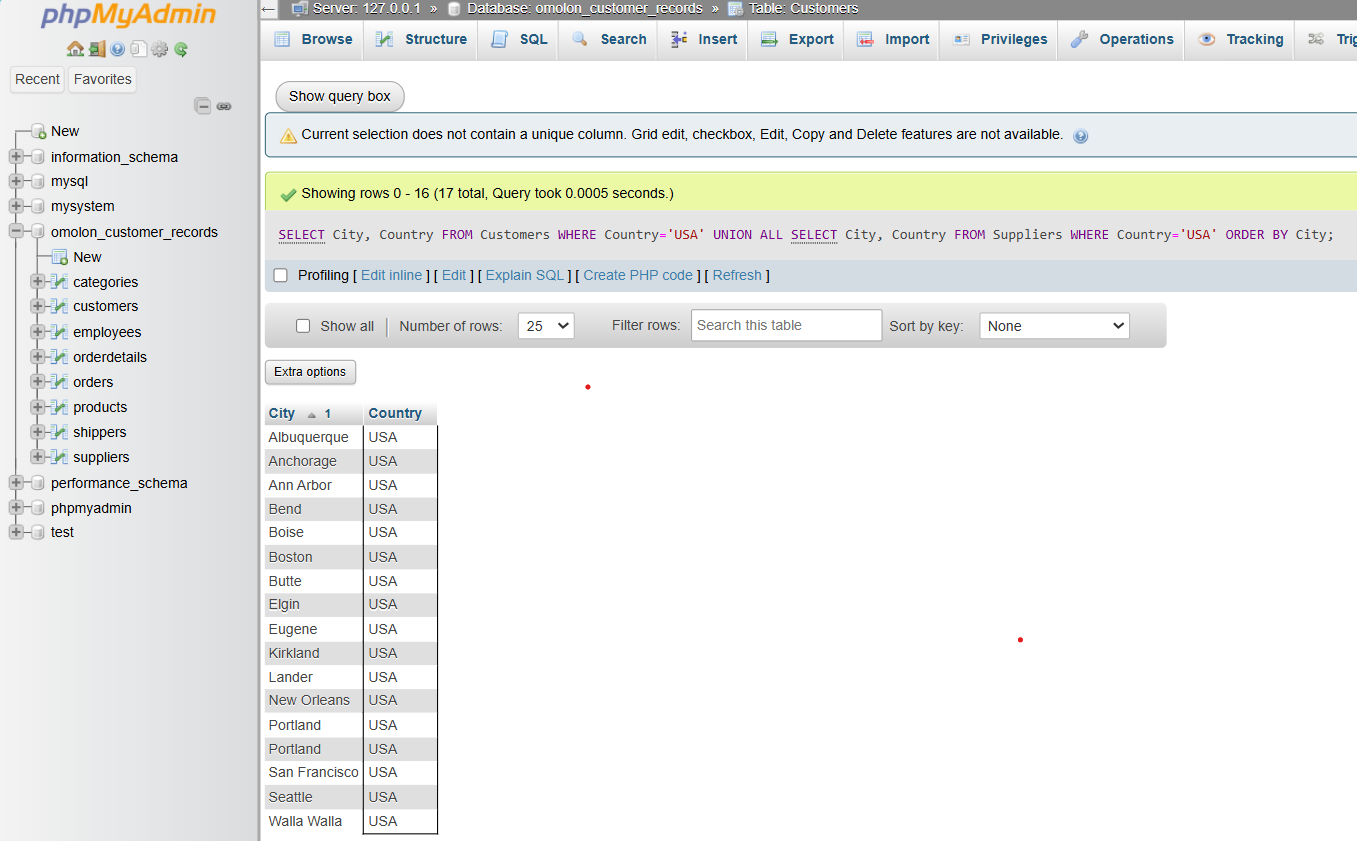 phpMyAdmin
Recent Favorites
New
information_schema
mysql
mysystem
omolon_customer_records
New
categories
customers
employees
orderdetails
orders
products
shippers
suppliers
performance_schema
phpmyadmin
test
← Server: 127.0.0.1 » Database: omolon_customer_records » Table: Customers
Browse Structure SQL Search Insert Export Import Privileges Operations Tracking
Show query box
Current selection does not contain a unique column. Grid edit, checkbox, Edit, Copy and Delete features are not available.
Showing rows 0 - 16 (17 total, Query took 0.0005 seconds.)
SELECT City, Country FROM Customers WHERE Country='USA' UNION ALL SELECT City, Country FROM Suppliers WHERE Country='USA' ORDER BY City;
Profiling [ Edit inline ] [ Edit ] [ Explain SQL ] [ Create PHP code ] [ Refresh ]
Show all | Number of rows: 25 Filter rows: Search this table Sort by key: None
Extra options
City 1 Country
Albuquerque USA
Anchorage USA
Ann Arbor USA
Bend USA
Boise USA
Boston USA
Butte USA
Elgin USA
Eugene USA
Kirkland USA
Lander USA
New Orleans USA
Portland USA
Portland USA
San Francisco USA
Seattle USA
Walla Walla USA